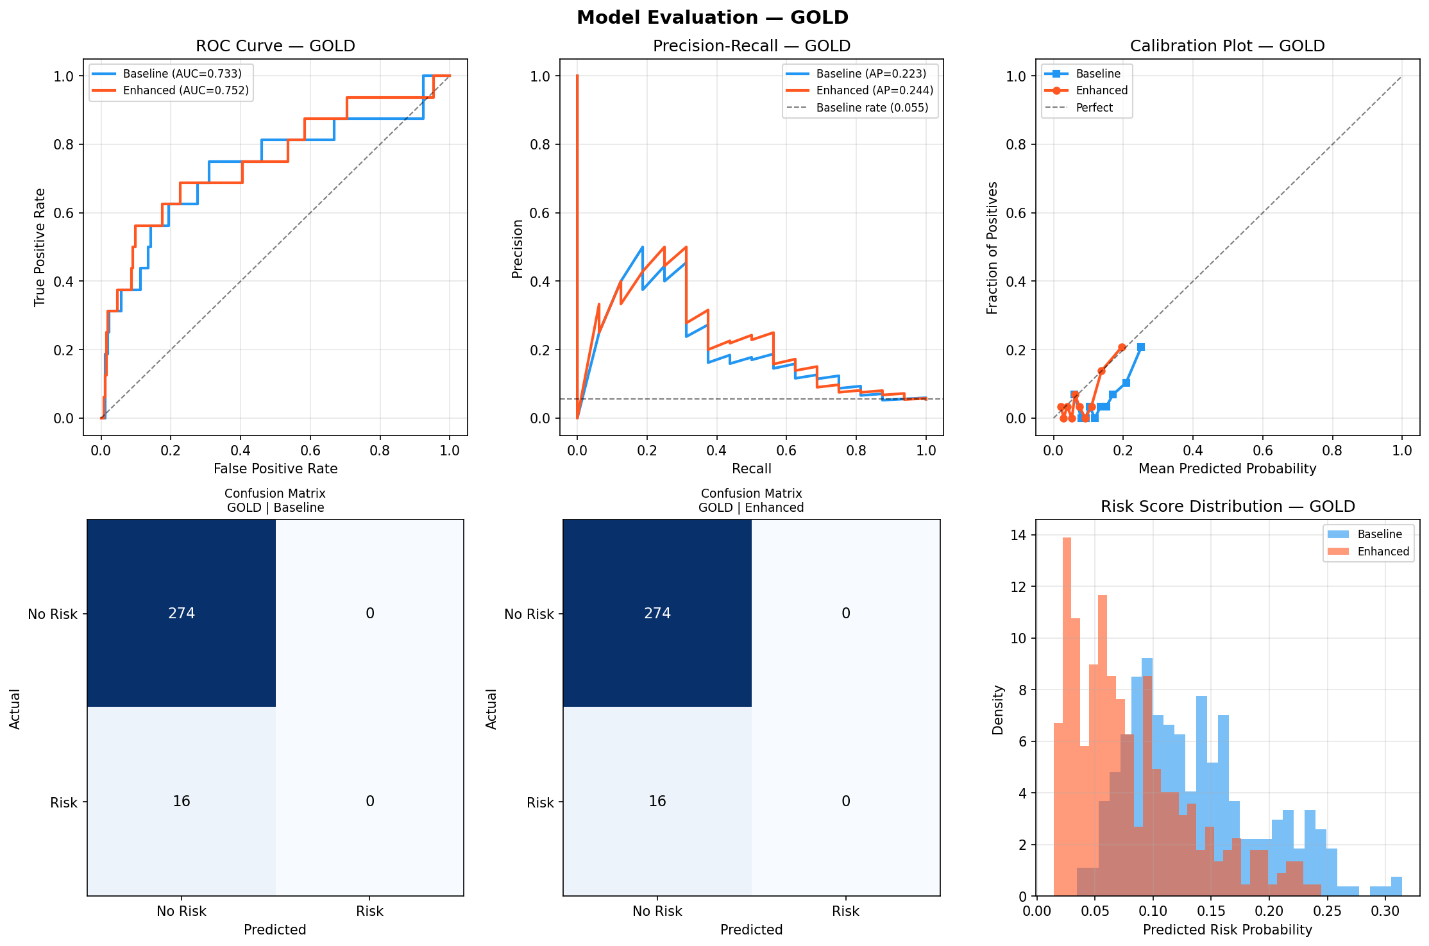 Model Evaluation — GOLD
ROC Curve — GOLD
Baseline (AUC=0.733)
Enhanced (AUC=0.752)
True Positive Rate
1.0
0.8
0.6
0.4
0.2
0.0
0.0 0.2 0.4 0.6 0.8 1.0
False Positive Rate
Precision-Recall — GOLD
Baseline (AP=0.223)
Enhanced (AP=0.244)
Baseline rate (0.055)
Precision
1.0
0.8
0.6
0.4
0.2
0.0
0.0 0.2 0.4 0.6 0.8 1.0
Recall
Calibration Plot — GOLD
Baseline
Enhanced
Perfect
Fraction of Positives
1.0
0.8
0.6
0.4
0.2
0.0
0.0 0.2 0.4 0.6 0.8 1.0
Mean Predicted Probability
Confusion Matrix
GOLD | Baseline
Actual
No Risk
274 0
Risk
16 0
No Risk Risk
Predicted
Confusion Matrix
GOLD | Enhanced
Actual
No Risk
274 0
Risk
16 0
No Risk Risk
Predicted
Risk Score Distribution — GOLD
Baseline
Enhanced
Density
14
12
10
8
6
4
2
0
0.00 0.05 0.10 0.15 0.20 0.25 0.30
Predicted Risk Probability